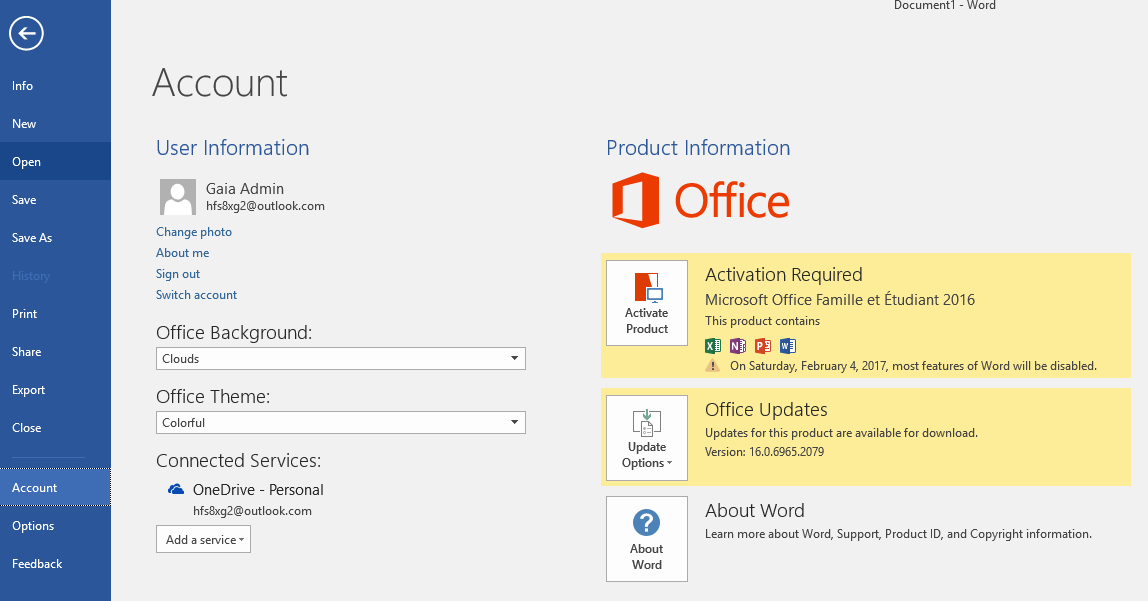 Document1 - Word
Info
New
Open
Save
Save As
History
Print
Share
Export
Close
Account
Options
Feedback
Account
User Information
Gaia Admin
hfs8xg2@outlook.com
Change photo
About me
Sign out
Switch account
Office Background:
Clouds
Office Theme:
Colorful
Connected Services:
OneDrive - Personal
hfs8xg2@outlook.com
Add a service
Product Information
Office
Activate
Product
Activation Required
Microsoft Office Famille et Étudiant 2016
This product contains
On Saturday, February 4, 2017, most features of Word will be disabled.
Update
Options
Office Updates
Updates for this product are available for download.
Version: 16.0.6965.2079
About
Word
About Word
Learn more about Word, Support, Product ID, and Copyright information.